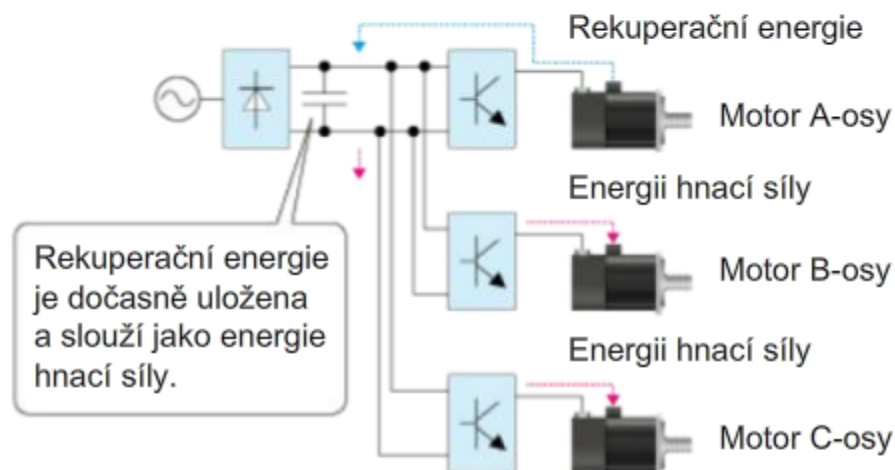 Rekuperační energie
Motor A-osy
Energii hnací síly
Rekuperační energie
je dočasně uložena
a slouží jako energie
hnací síly.
Motor B-osy
Energii hnací síly
Motor C-osy